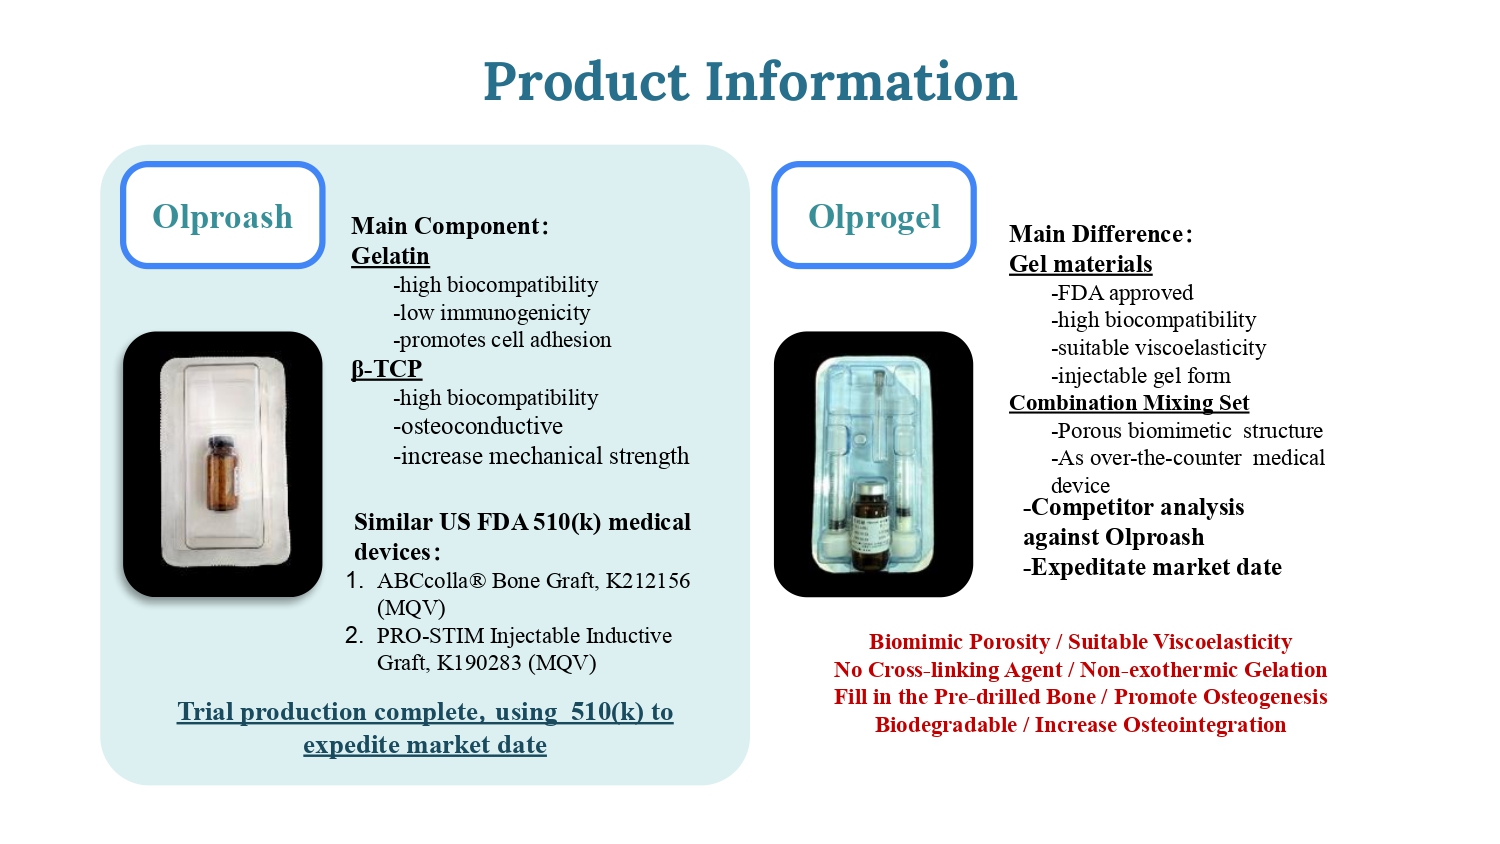 Product Information
Olproash
Main Component:
Gelatin
-high biocompatibility
-low immunogenicity
-promotes cell adhesion
β-TCP
-high biocompatibility
-osteoconductive
-increase mechanical strength
Similar US FDA 510(k) medical
devices:
1. ABCcolla® Bone Graft, K212156
(MQV)
2. PRO-STIM Injectable Inductive
Graft, K190283 (MQV)
Trial production complete, using 510(k) to
expedite market date
Olprogel
Main Difference:
Gel materials
-FDA approved
-high biocompatibility
-suitable viscoelasticity
-injectable gel form
Combination Mixing Set
-Porous biomimetic structure
-As over-the-counter medical
device
-Competitor analysis
against Olproash
-Expeditate market date
Biomimic Porosity / Suitable Viscoelasticity
No Cross-linking Agent / Non-exothermic Gelation
Fill in the Pre-drilled Bone / Promote Osteogenesis
Biodegradable / Increase Osteointegration